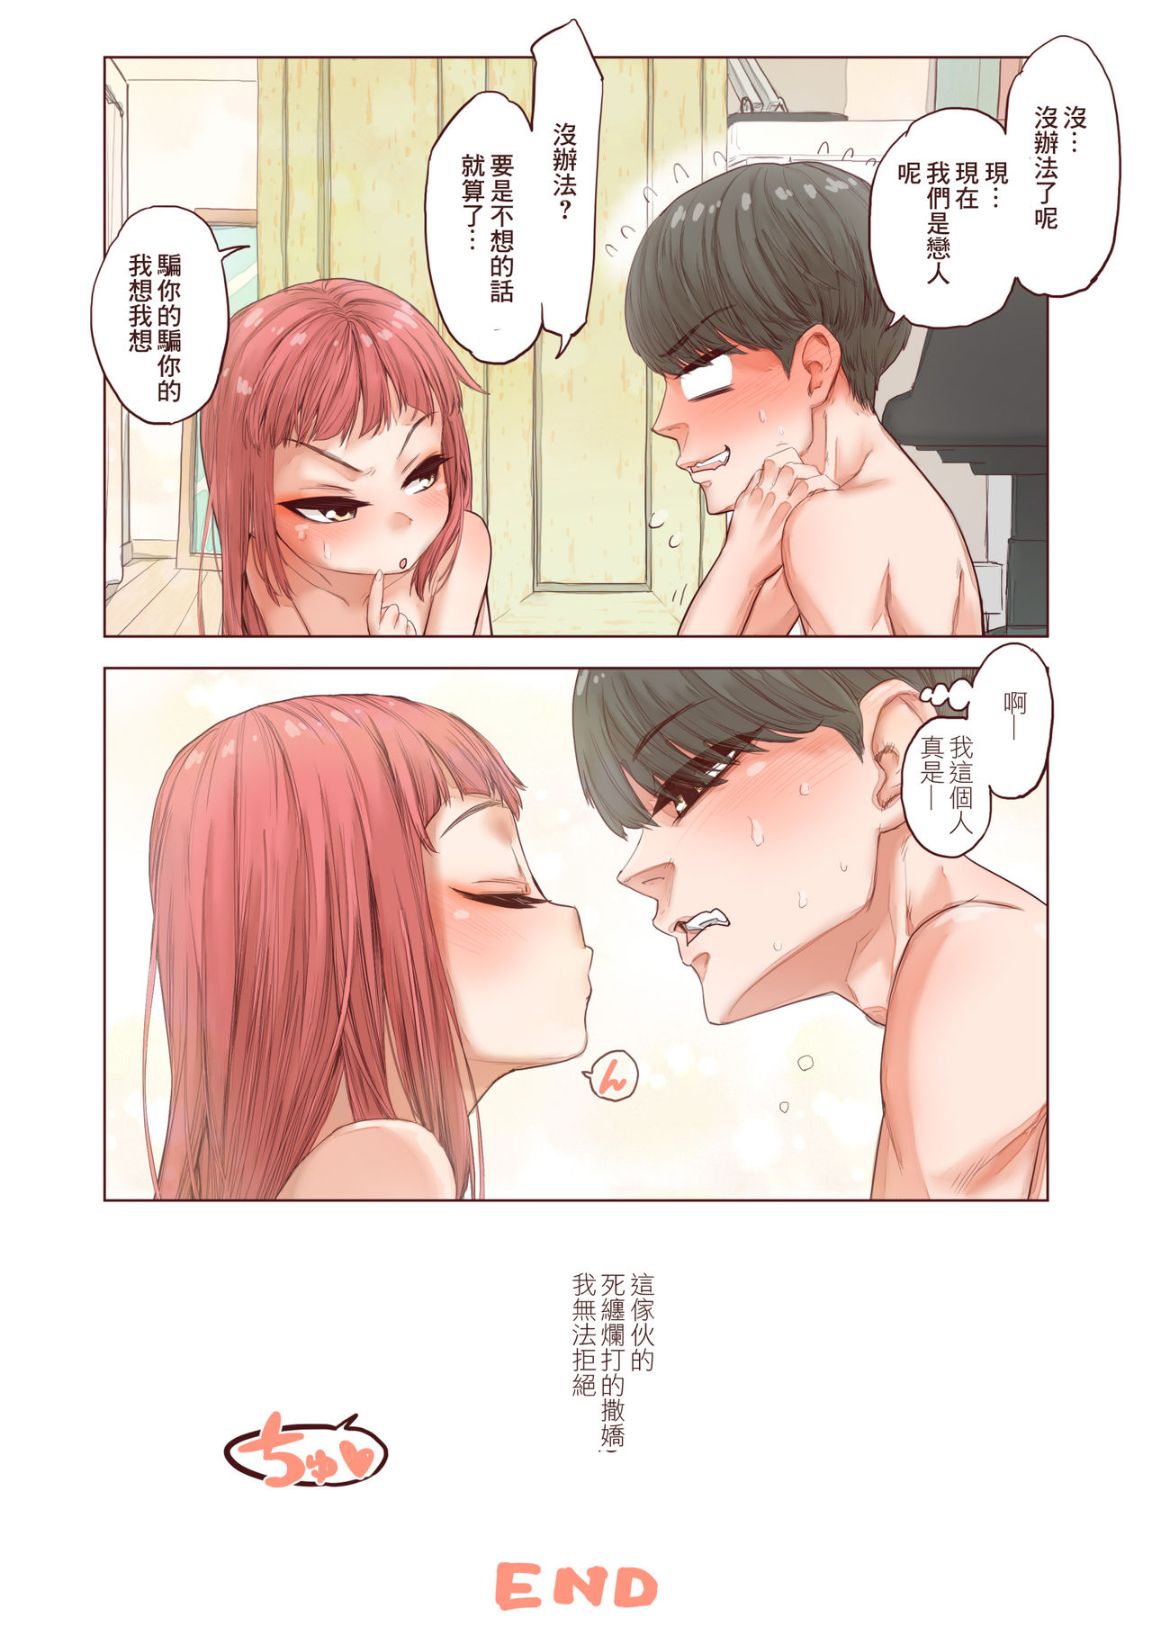 沒…
沒辦法了呢
現…
現在
我們是戀人
呢
沒辦法?
要是不想的話
就算了…
騙你的騙你的
我想我想
啊—
我這個人
真是—
ん
這傢伙的
死纏爛打的撒嬌
我無法拒絕
ちゅ♥
END